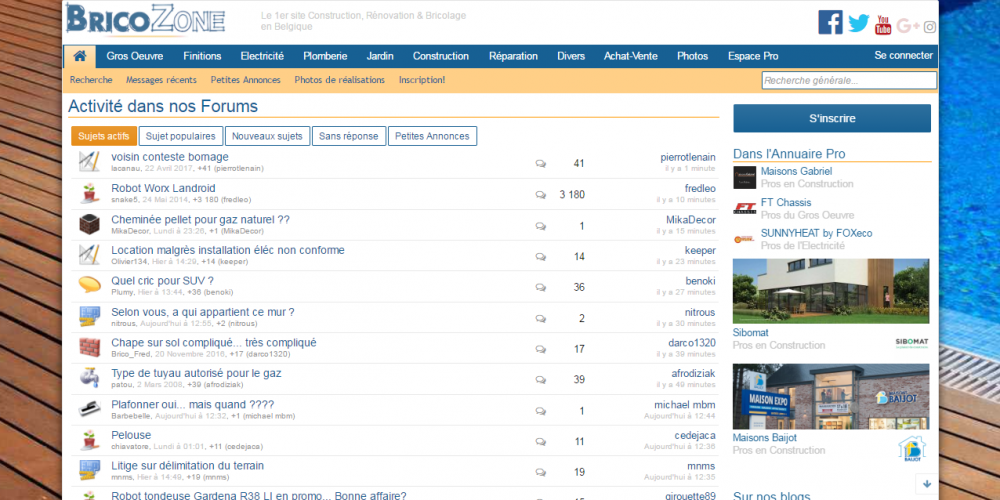 BRICOZONE
Le 1er site Construction, Rénovation & Bricolage
en Belgique
Gros Oeuvre Finitions Electricité Plomberie Jardin Construction Réparation Divers Achat-Vente Photos Espace Pro Se connecter
Recherche Messages récents Petites Annonces Photos de réalisations Inscription! Recherche générale...
Activité dans nos Forums
Sujets actifs Sujet populaires Nouveaux sujets Sans réponse Petites Annonces
voisin conteste bornage 41 pierrotlenain
lacanau, 22 Avril 2017, +41 (pierrotlenain) il y a 1 minute
Robot Worx Landroid 3 180 fredleo
snake5, 24 Mai 2014, +3 180 (fredleo) il y a 10 minutes
Cheminée pellet pour gaz naturel ?? 1 MikaDecor
MikaDecor, Lundi à 23:26, +1 (MikaDecor) il y a 15 minutes
Location malgrès installation éléc non conforme 14 keeper
Olivier134, Hier à 14:29, +14 (keeper) il y a 23 minutes
Quel cric pour SUV ? 36 benoki
Plumy, Hier à 13:44, +36 (benoki) il y a 27 minutes
Selon vous, a qui appartient ce mur ? 2 nitrous
nitrous, Aujourd'hui à 12:55, +2 (nitrous) il y a 30 minutes
Chape sur sol compliqué... très compliqué 17 darco1320
Brico_Fred, 20 Novembre 2016, +17 (darco1320) il y a 39 minutes
Type de tuyau autorisé pour le gaz 39 afrodiziak
patou, 2 Mars 2008, +39 (afrodiziak) il y a 49 minutes
Plafonner oui... mais quand ???? 1 michael mbm
Barbebelle, Aujourd'hui à 12:32, +1 (michael mbm) Aujourd'hui à 12:44
Pelouse 11 cedejaca
chiavatore, Lundi à 01:01, +11 (cedejaca) Aujourd'hui à 12:38
Litige sur délimitation du terrain 19 mnms
mnms, Hier à 14:49, +19 (mnms) Aujourd'hui à 12:35
Robot tondeuse Gardena R38 LI en promo... Bonne affaire? 15 girouette89
S'inscrire
Dans l'Annuaire Pro
Maisons Gabriel
Pros en Construction
FT Chassis
Pros du Gros Oeuvre
SUNNYHEAT by FOXeco
Pros de l'Electricité
Sibomat
Pros en Construction
SIBOMAT
MAISON EXPO
BAIJOT
Maisons Baijot
Pros en Construction
BAIJOT
Sur nos blogs